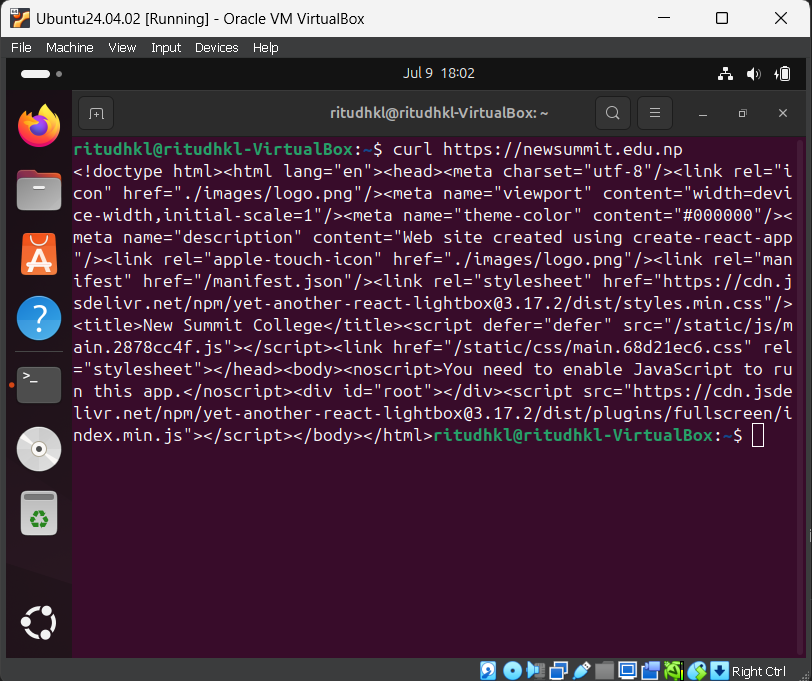 Ubuntu24.04.02 [Running] - Oracle VM VirtualBox
File Machine View Input Devices Help
Jul 9 18:02
ritudhkl@ritudhkl-VirtualBox: ~
ritudhkl@ritudhkl-VirtualBox:~$ curl https://newsummit.edu.np
<!doctype html><html lang="en"><head><meta charset="utf-8"/><link rel="i
con" href="./images/logo.png"/><meta name="viewport" content="width=devi
ce-width,initial-scale=1"/><meta name="theme-color" content="#000000"/><
meta name="description" content="Web site created using create-react-app
"/><link rel="apple-touch-icon" href="./images/logo.png"/><link rel="man
ifest" href="/manifest.json"/><link rel="stylesheet" href="https://cdn.j
sdelivr.net/npm/yet-another-react-lightbox@3.17.2/dist/styles.min.css"/>
<title>New Summit College</title><script defer="defer" src="/static/js/m
ain.2878cc4f.js"></script><link href="/static/css/main.68d21ec6.css" rel
="stylesheet"></head><body><noscript>You need to enable JavaScript to ru
n this app.</noscript><div id="root"></div><script src="https://cdn.jsde
livr.net/npm/yet-another-react-lightbox@3.17.2/dist/plugins/fullscreen/i
ndex.min.js"></script></body></html>ritudhkl@ritudhkl-VirtualBox:~$
Right Ctrl